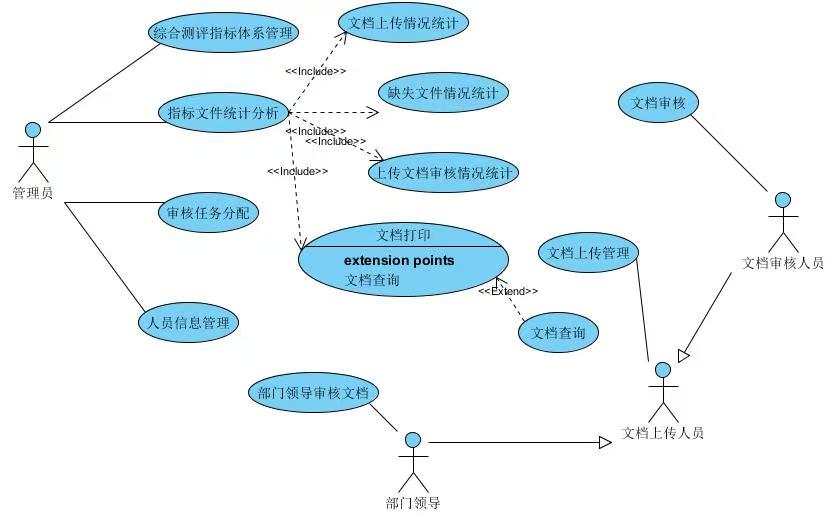 文档上传情况统计
综合测评指标体系管理
<<Include>>
缺失文件情况统计
文档审核
指标文件统计分析
<<Include>>
<<Include>>
上传文档审核情况统计
<<Include>>
管理员
审核任务分配
文档打印
extension points
文档查询
文档上传管理
文档审核人员
<<Extend>>
人员信息管理
文档查询
部门领导审核文档
文档上传人员
部门领导